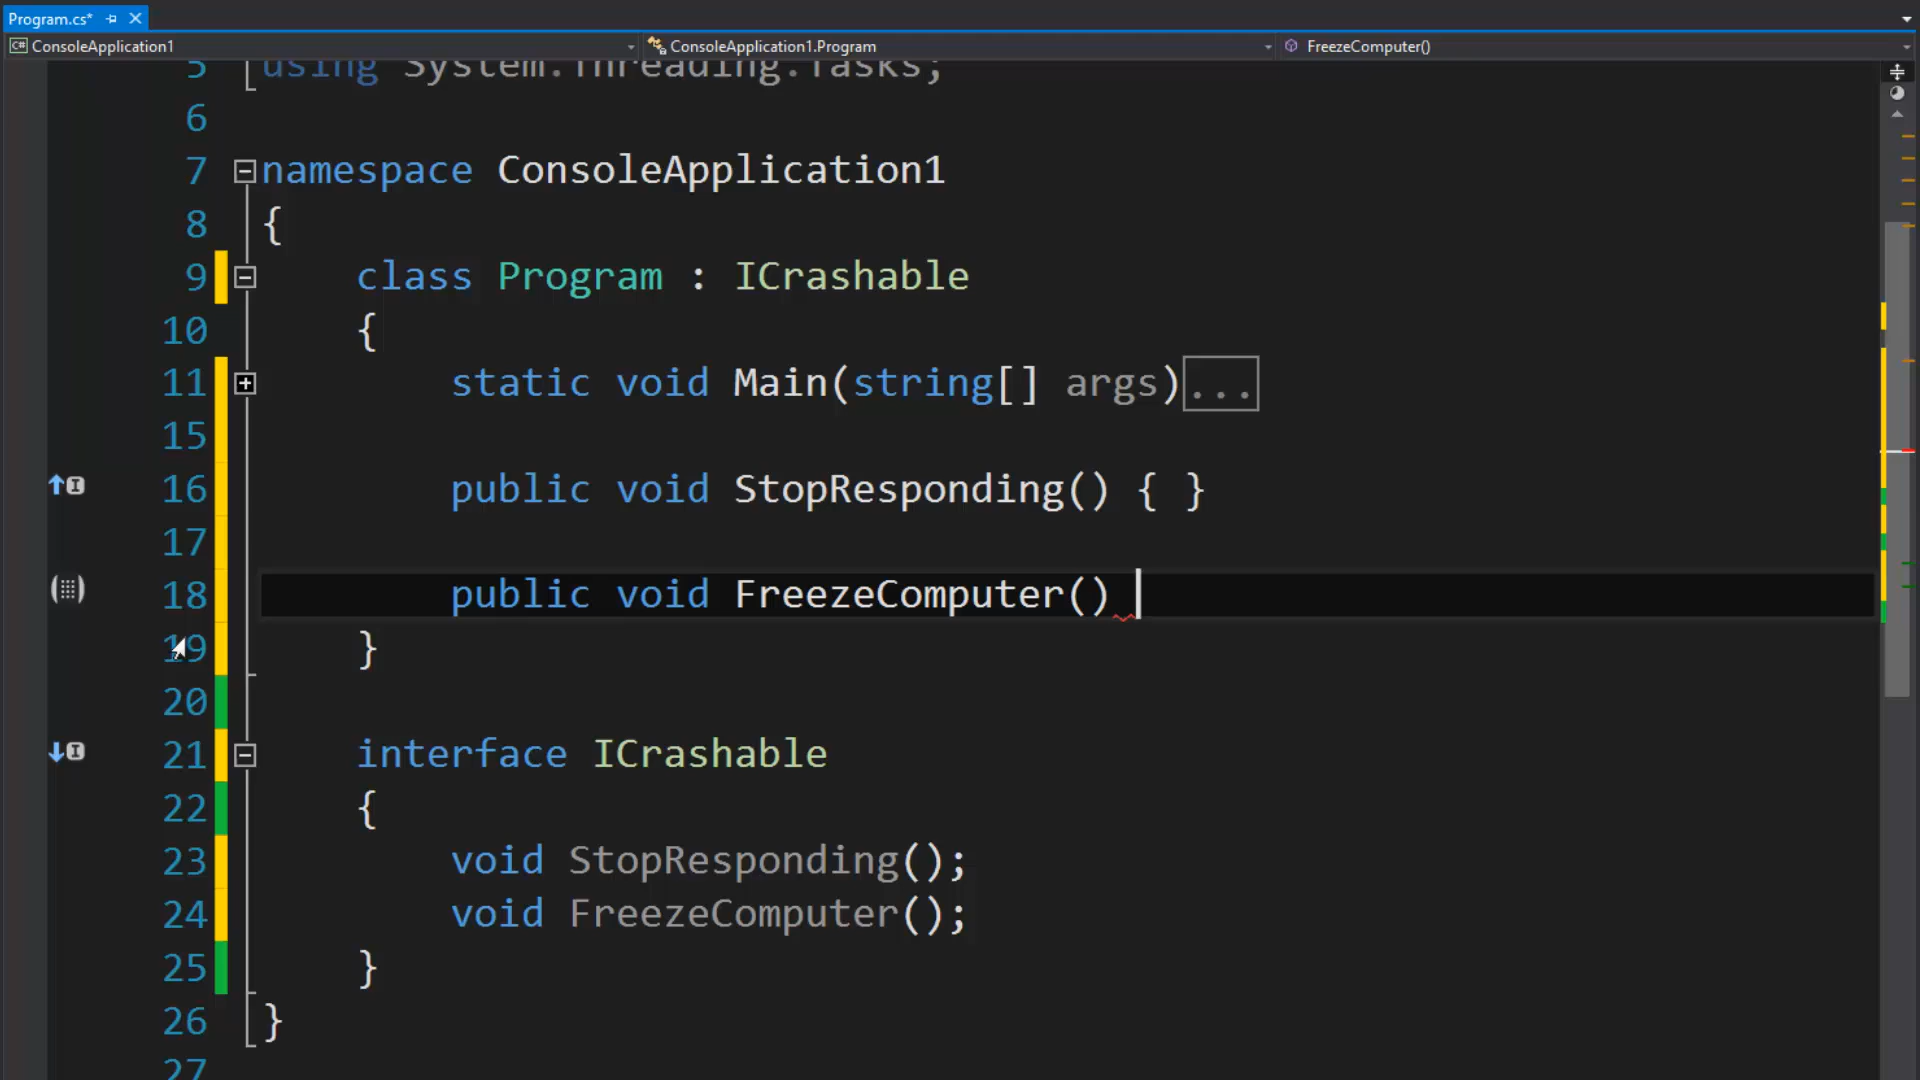 Program.cs*
ConsoleApplication1 ConsoleApplication1.Program FreezeComputer()
5 using System.Threading.Tasks;
6
7 namespace ConsoleApplication1
8 {
9 class Program : ICrashable
10 {
11 static void Main(string[] args)...
15
16 public void StopResponding() { }
17
18 public void FreezeComputer()
19 }
20
21 interface ICrashable
22 {
23 void StopResponding();
24 void FreezeComputer();
25 }
26 }
27